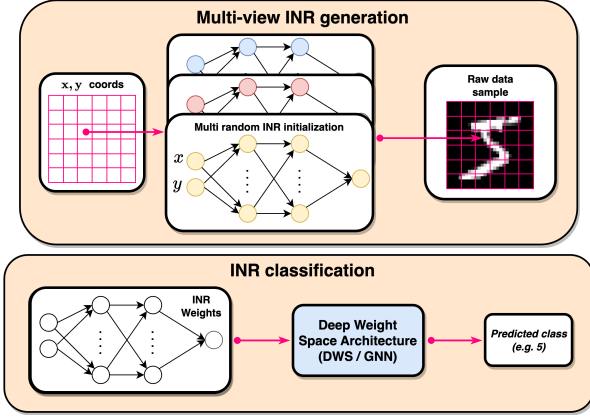 Multi-view INR generation
x, y coords
Multi random INR initialization
x
y
Raw data
sample
INR classification
INR
Weights
Deep Weight
Space Architecture
(DWS / GNN)
Predicted class
(e.g. 5)